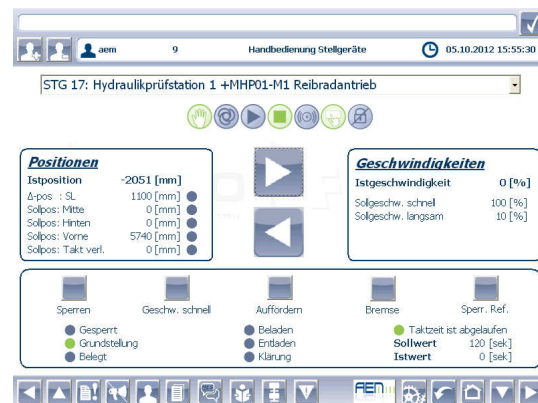 aem 9 Handbedienung Stellgeräte 05.10.2012 15:55:30
STG 17: Hydraulikprüfstation 1 +MHP01-M1 Reibradantrieb
Positionen
Istposition -2051 [mm]
Δ-pos : SL 1100 [mm]
Sollpos: Mitte 0 [mm]
Sollpos: Hinten 0 [mm]
Sollpos: Vorne 5740 [mm]
Sollpos: Takt verl. 0 [mm]
Geschwindigkeiten
Istgeschwindigkeit 0 [%]
Sollgeschw. schnell 100 [%]
Sollgeschw. langsam 10 [%]
Sperren Geschw. schnell Auffordern Bremse Sperr. Ref.
Gesperrt Beladen Taktzeit ist abgelaufen
Grundstellung Entladen Sollwert 120 [sek]
Belegt Klärung Istwert 0 [sek]
AEM